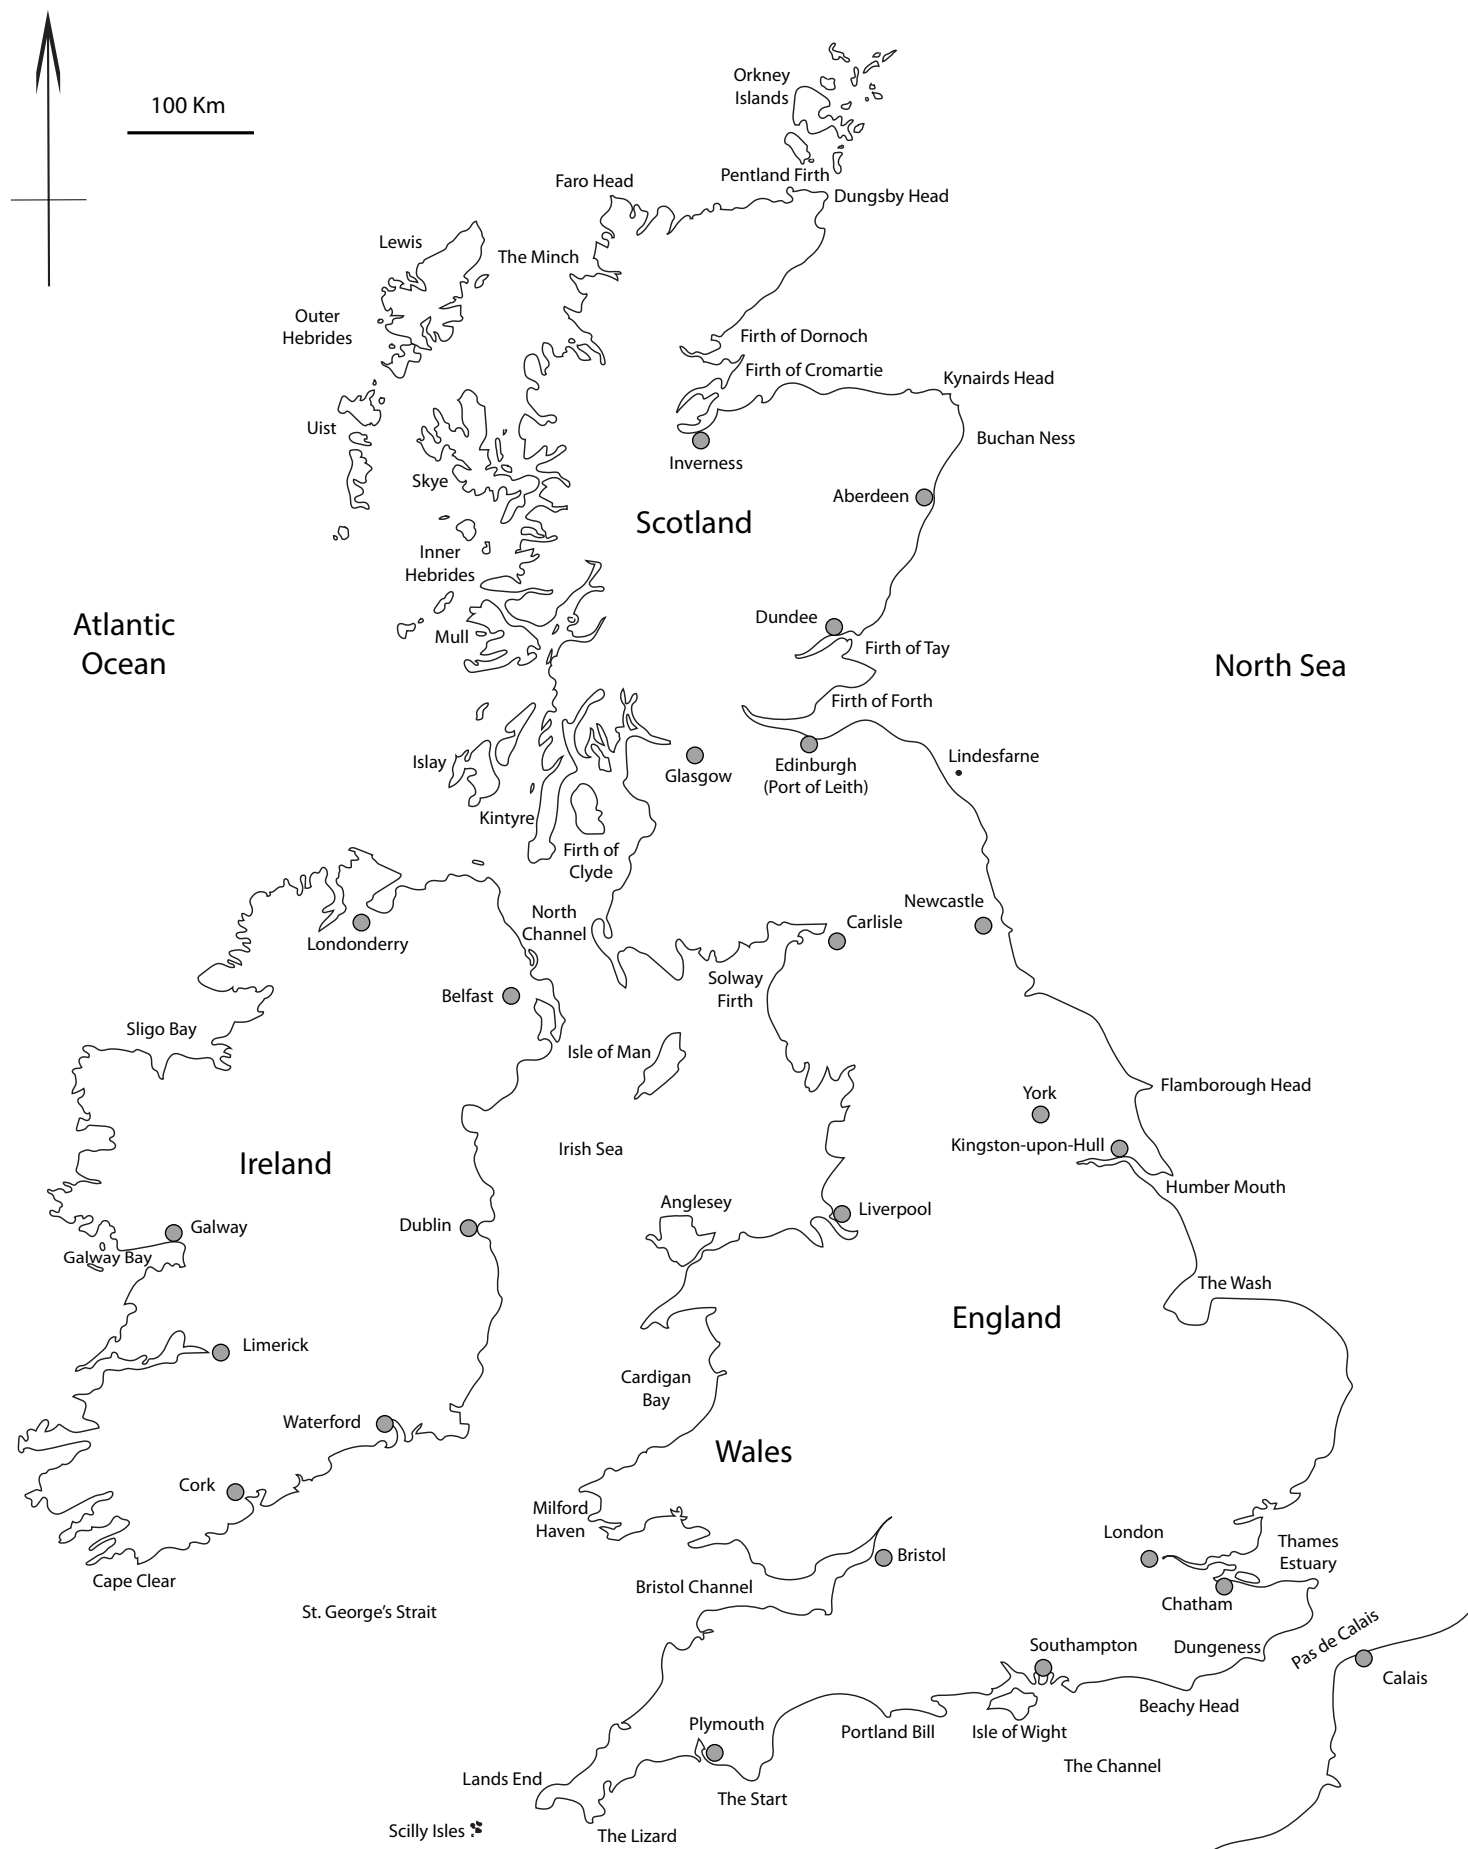 Orkney
Islands
100 Km
Pentland Firth
Faro Head
Dungsby Head
Lewis
The Minch
Outer
Hebrides
Firth of Dornoch
Firth of Cromartie
Kynairds Head
Uist
Buchan Ness
Inverness
Skye
Aberdeen
Scotland
Inner
Hebrides
Atlantic
Ocean
Dundee
Mull
Firth of Tay
North Sea
Firth of Forth
Lindesfarne
Islay
Glasgow
Edinburgh
(Port of Leith)
Kintyre
Firth of
Clyde
Newcastle
North
Channel
Carlisle
Londonderry
Solway
Firth
Belfast
Sligo Bay
Isle of Man
Flamborough Head
York
Kingston-upon-Hull
Irish Sea
Ireland
Humber Mouth
Anglesey
Liverpool
Galway
Dublin
Galway Bay
The Wash
England
Limerick
Cardigan
Bay
Waterford
Wales
Cork
Milford
Haven
London
Thames
Estuary
Bristol
Cape Clear
Bristol Channel
Chatham
St. George's Strait
Pas de Calais
Southampton
Dungeness
Calais
Beachy Head
Plymouth
Portland Bill
Isle of Wight
The Channel
Lands End
The Start
Scilly Isles
The Lizard